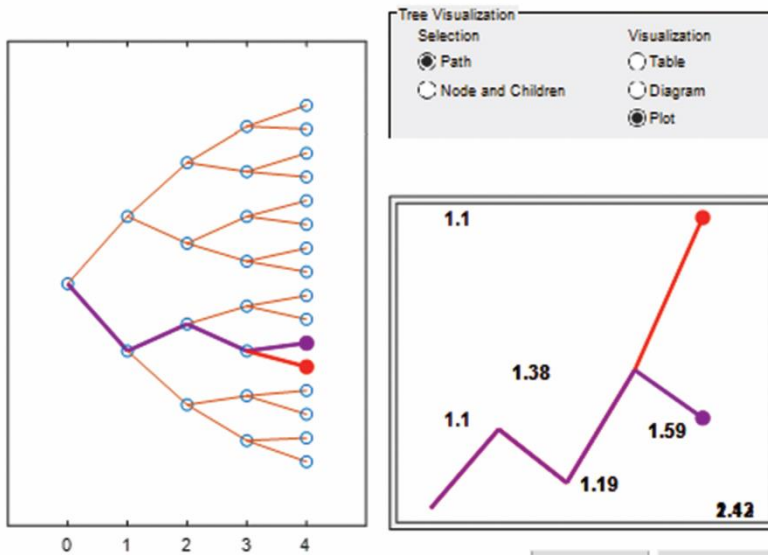 Tree Visualization
Selection Visualization
Path Table
Node and Children Diagram
Plot
1.1
1.38
1.1
1.59
1.19
0 1 2 3 4